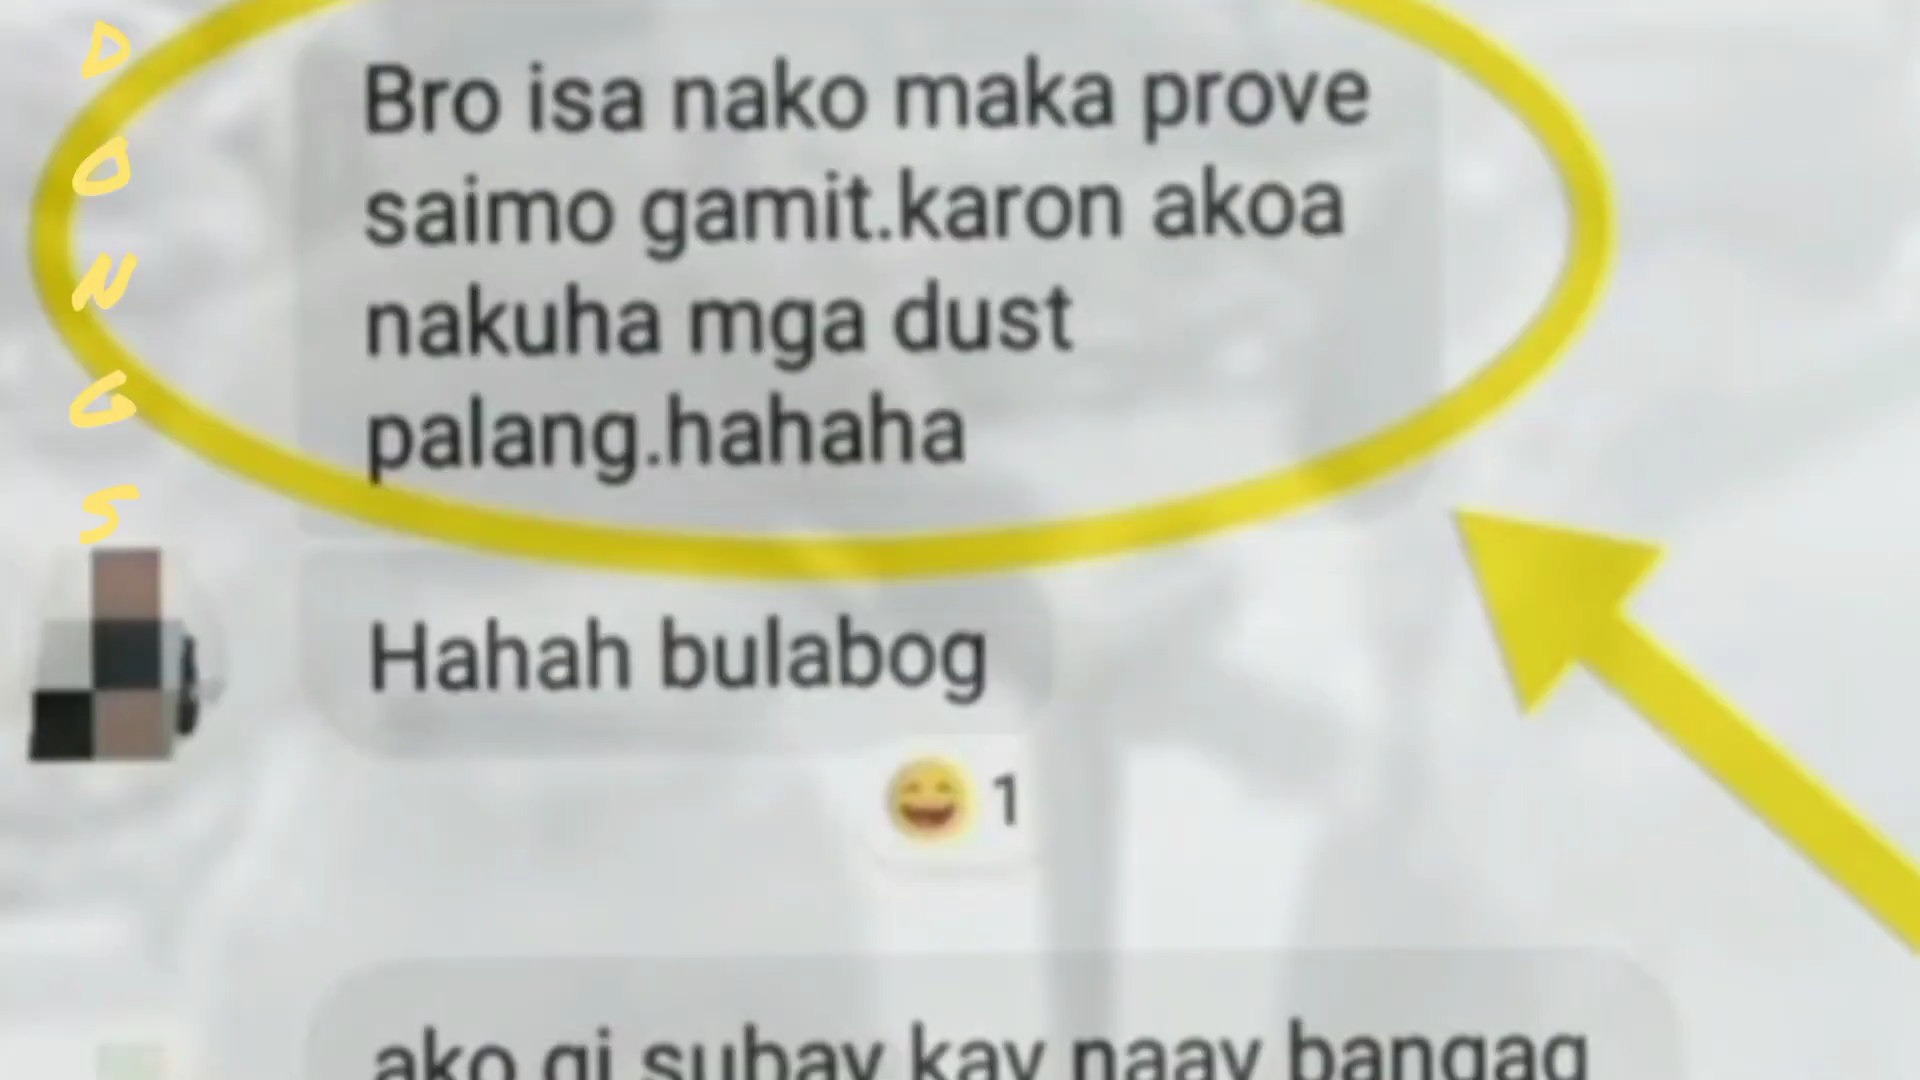 DONGS
Bro isa nako maka prove
saimo gamit.karon akoa
nakuha mga dust
palang.hahaha
Hahah bulabog
1
ako gi subay kay naay bangag